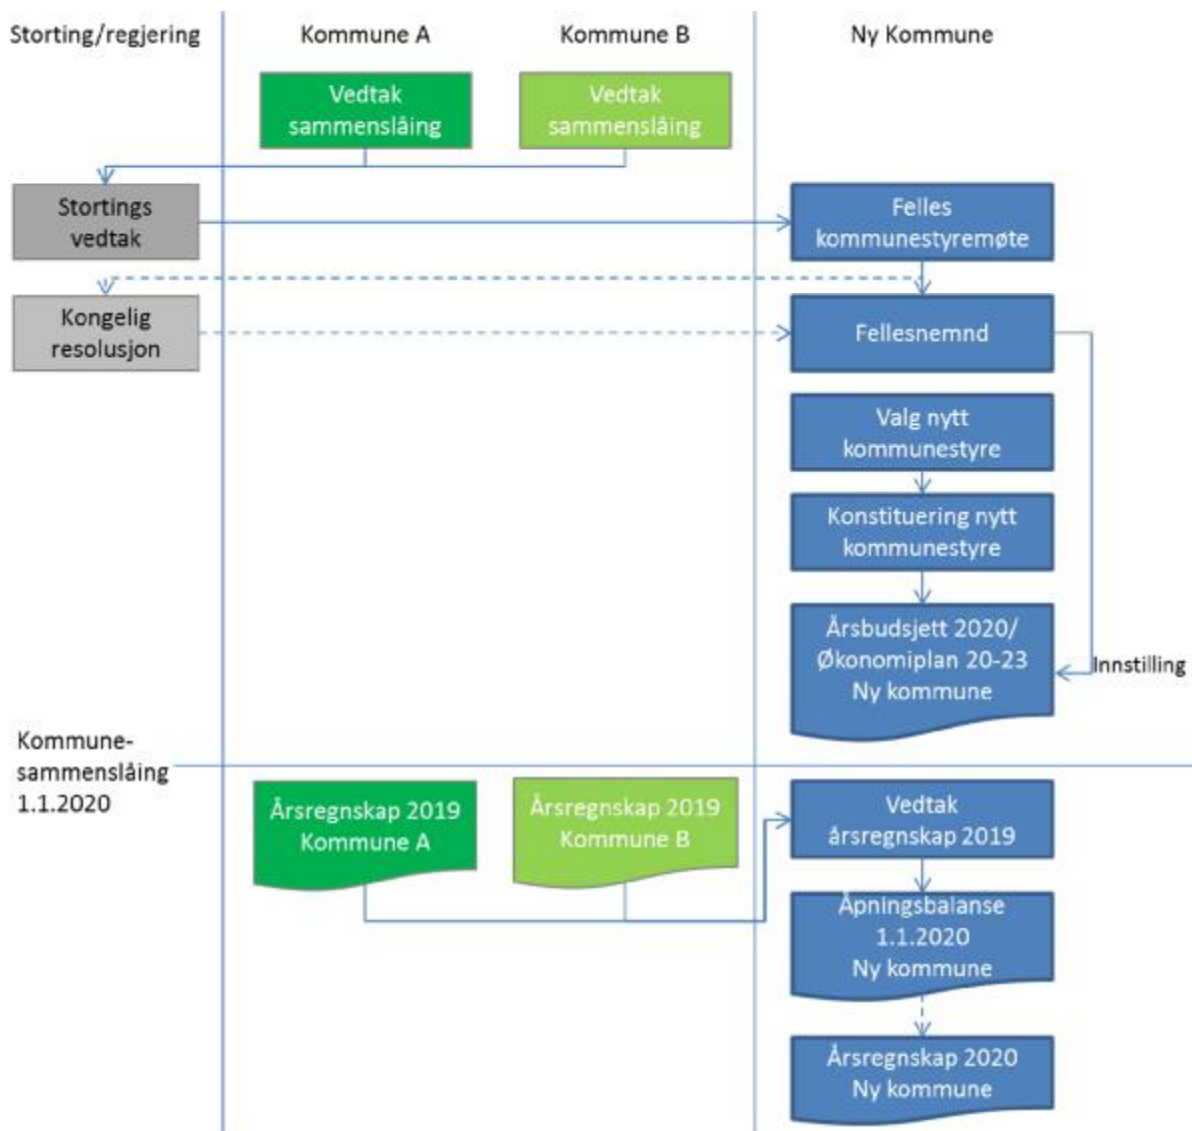 Storting/regjering
Kommune A
Kommune B
Ny Kommune
Vedtak
sammenslåing
Vedtak
sammenslåing
Stortings
vedtak
Felles
kommunestyremøte
Kongelig
resolusjon
Fellesnemnd
Valg nytt
kommunestyre
Konstituering nytt
kommunestyre
Årsbudsjett 2020/
Økonomiplan 20-23
Ny kommune
Innstilling
Kommune-
sammenslåing
1.1.2020
Årsregnskap 2019
Kommune A
Årsregnskap 2019
Kommune B
Vedtak
årsregnskap 2019
Åpningsbalanse
1.1.2020
Ny kommune
Årsregnskap 2020
Ny kommune